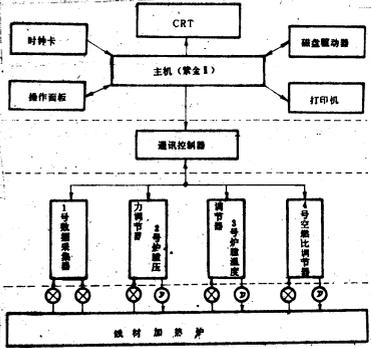 CRT
时钟卡
磁盘驱动器
主机(紫金Ⅱ)
操作面板
打印机
通讯控制器
1号数据采集器
2号炉膛压
力调节器
3号炉膛温度
调节器
4号空燃比调节器
线材加热炉